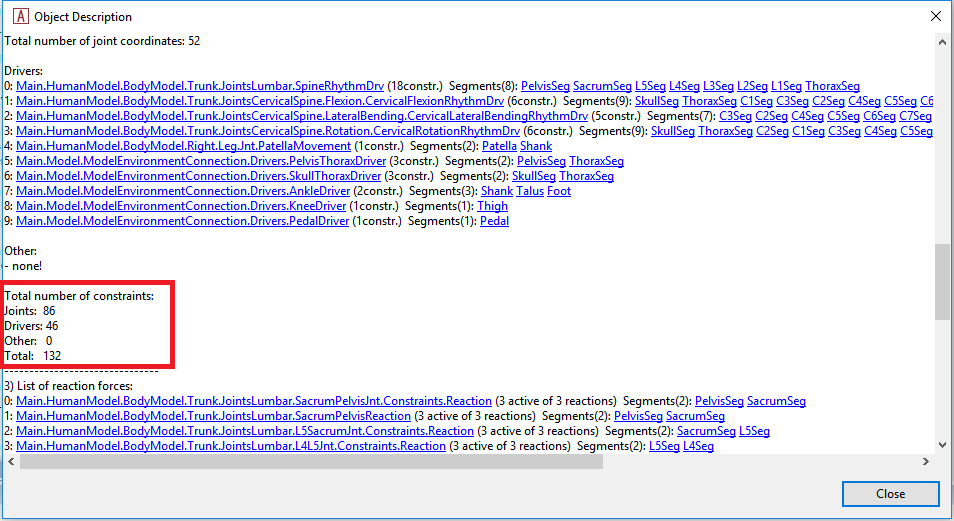 A Object Description
Total number of joint coordinates: 52
Drivers:
0: Main.HumanModel.BodyModel.Trunk.JointsLumbar.SpineRhythmDrv (18constr.) Segments(8): PelvisSeg SacrumSeg L5Seg L4Seg L3Seg L2Seg L1Seg ThoraxSeg
1: Main.HumanModel.BodyModel.Trunk.JointsCervicalSpine.Flexion.CervicalFlexionRhythmDrv (6constr.) Segments(9): SkullSeg ThoraxSeg C1Seg C3Seg C2Seg C4Seg C5Seg C6
2: Main.HumanModel.BodyModel.Trunk.JointsCervicalSpine.LateralBending.CervicalLateralBendingRhythmDrv (5constr.) Segments(7): C3Seg C2Seg C4Seg C5Seg C6Seg C7Seg
3: Main.HumanModel.BodyModel.Trunk.JointsCervicalSpine.Rotation.CervicalRotationRhythmDrv (6constr.) Segments(9): SkullSeg ThoraxSeg C2Seg C1Seg C3Seg C4Seg C5Seg
4: Main.HumanModel.BodyModel.Right.Leg.Jnt.PatellaMovement (1constr.) Segments(2): Patella Shank
5: Main.Model.ModelEnvironmentConnection.Drivers.PelvisThoraxDriver (3constr.) Segments(2): PelvisSeg ThoraxSeg
6: Main.Model.ModelEnvironmentConnection.Drivers.SkullThoraxDriver (3constr.) Segments(2): SkullSeg ThoraxSeg
7: Main.Model.ModelEnvironmentConnection.Drivers.AnkleDriver (2constr.) Segments(3): Shank Talus Foot
8: Main.Model.ModelEnvironmentConnection.Drivers.KneeDriver (1constr.) Segments(1): Thigh
9: Main.Model.ModelEnvironmentConnection.Drivers.PedalDriver (1constr.) Segments(1): Pedal
Other:
- none!
Total number of constraints:
Joints: 86
Drivers: 46
Other: 0
Total: 132
-------------------------------
3) List of reaction forces:
0: Main.HumanModel.BodyModel.Trunk.JointsLumbar.SacrumPelvisJnt.Constraints.Reaction (3 active of 3 reactions) Segments(2): PelvisSeg SacrumSeg
1: Main.HumanModel.BodyModel.Trunk.JointsLumbar.SacrumPelvisReaction (3 active of 3 reactions) Segments(2): PelvisSeg SacrumSeg
2: Main.HumanModel.BodyModel.Trunk.JointsLumbar.L5SacrumJnt.Constraints.Reaction (3 active of 3 reactions) Segments(2): SacrumSeg L5Seg
3: Main.HumanModel.BodyModel.Trunk.JointsLumbar.L4L5Jnt.Constraints.Reaction (3 active of 3 reactions) Segments(2): L5Seg L4Seg
Close